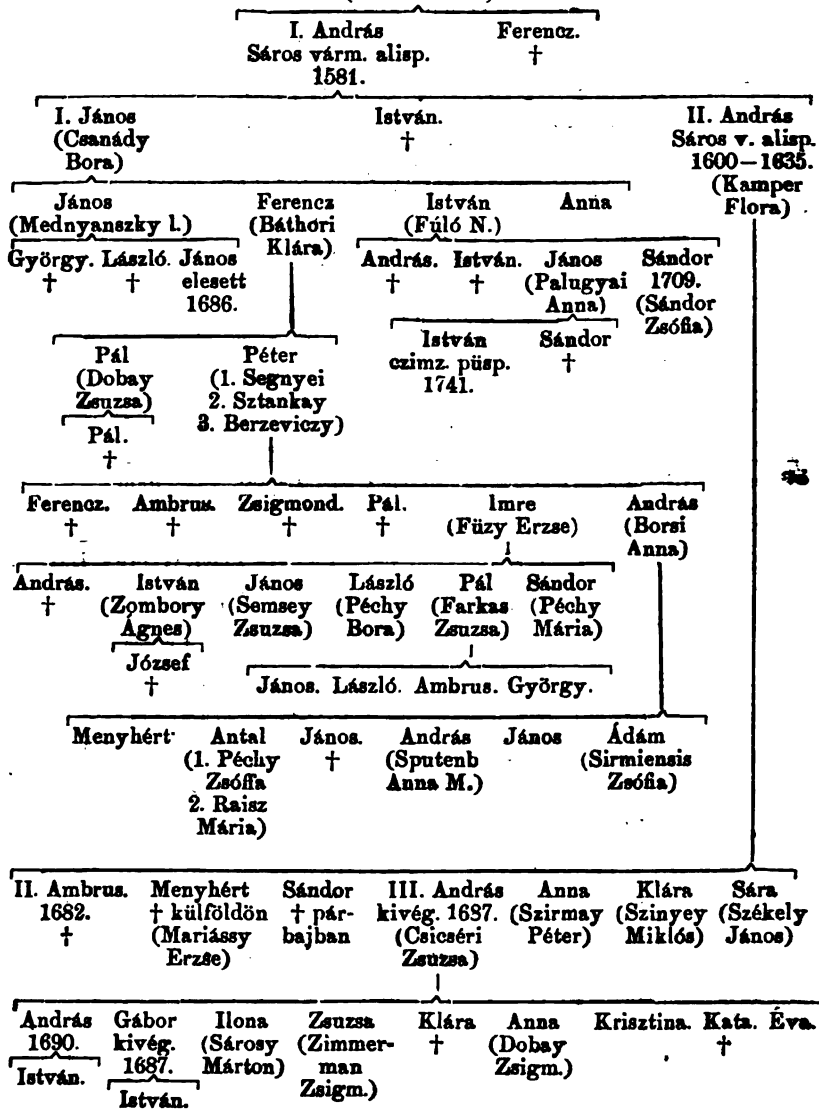 I. András Ferencz.
Sáros várm. alisp. †
1581.
I. János István. II. András
(Csanády † Sáros v. alisp.
Bora) 1600—1635.
(Kamper
Flora)
János Ferencz István Anna
(Mednyanszky l.) (Báthori (Fúló N.)
Klára)
György. László. János András. István. János Sándor
† † elesett † † (Palugyai 1709.
1686. Anna) (Sándor
Zsófia)
Pál Péter István Sándor
(Dobay (1. Segnyei czimz. püsp. †
Zsuzsa) 2. Sztankay 1741.
Pál. 3. Berzeviczy)
†
Ferencz. Ambrus. Zsigmond. Pál. Imre András
† † † † (Füzy Erzse) (Borsi
Anna)
András. István János László Pál Sándor
† (Zombory (Semsey (Péchy (Farkas (Péchy
Ágnes) Zsuzsa) Bora) Zsuzsa) Mária)
József
†
János. László. Ambrus. György.
Menyhért Antal János. András János Ádám
(1. Péchy † (Sputenb (Sirmiensis
Zsóffa Anna M.) Zsófia)
2. Raisz
Mária)
II. Ambrus. Menyhért Sándor III. András Anna Klára Sára
1682. † külföldön † pár- kivég. 1687. (Szirmay (Szinyey (Székely
† (Mariássy bajban (Csicséri Péter) Miklós) János)
Erzse) Zsuzsa)
András Gábor Ilona Zsuzsa Klára Anna Krisztina. Kata. Éva.
1690. kivég. (Sárosy (Zimmer- † (Dobay †
István. 1687. Márton) man Zsigm.)
István. Zsigm.)